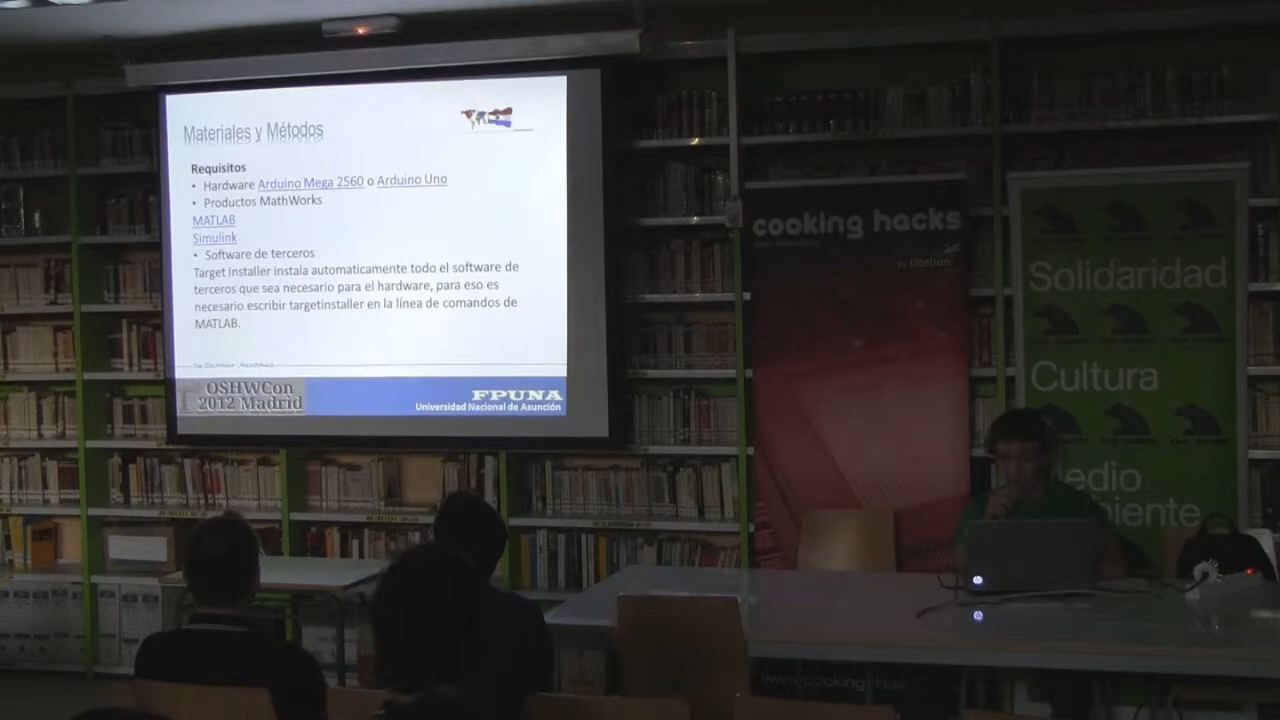 Materiales y Métodos
Requisitos
• Hardware Arduino Mega 2560 o Arduino Uno
• Productos MathWorks
MATLAB
Simulink
• Software de terceros
Target Installer instala automaticamente todo el software de
terceros que sea necesario para el hardware, para eso es
necesario escribir targetinstaller en la línea de comandos de
MATLAB.
OSHWCon
2012 Madrid
FPUNA
Universidad Nacional de Asunción
cooking hacks
by libelium
Solidaridad
Cultura
edio
biente